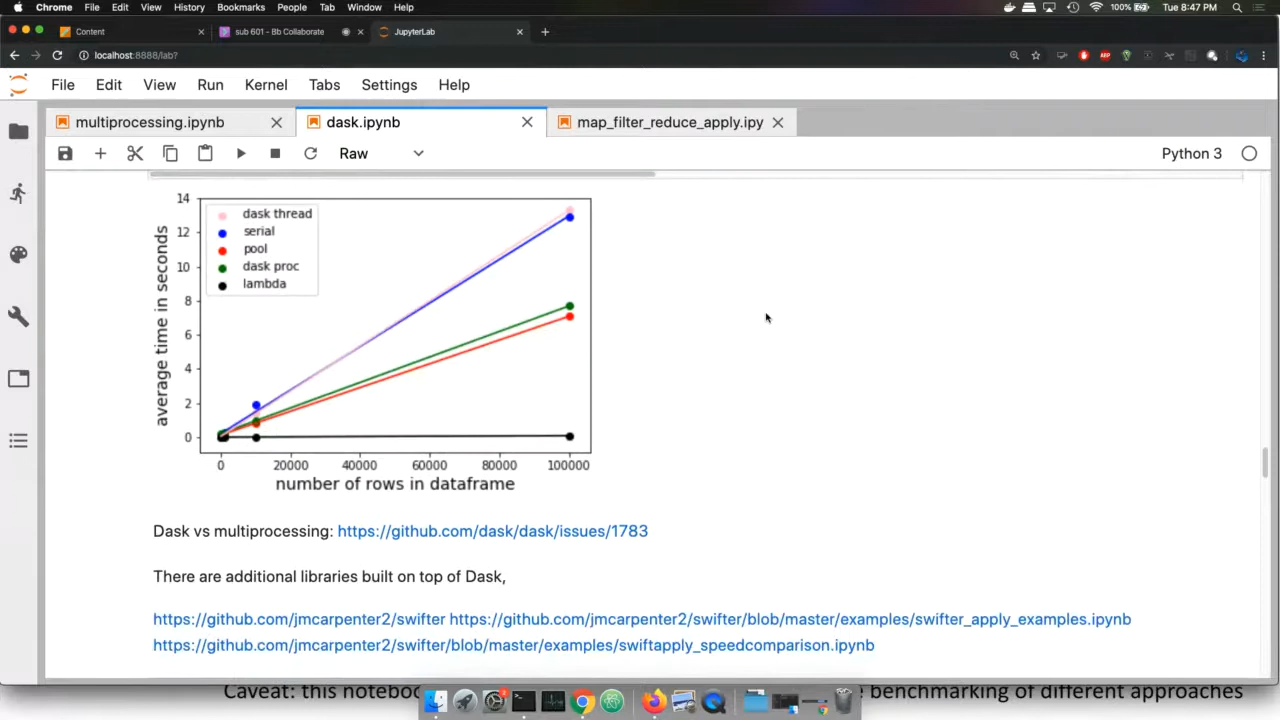 Chrome File Edit View History Bookmarks People Tab Window Help 100% Tue 8:47 PM
Content sub 601 - Bb Collaborate JupyterLab
localhost:8888/lab?
File Edit View Run Kernel Tabs Settings Help
multiprocessing.ipynb dask.ipynb map_filter_reduce_apply.ipy
Raw Python 3
14
12
10
8
6
4
2
0
average time in seconds
dask thread
serial
pool
dask proc
lambda
0 20000 40000 60000 80000 100000
number of rows in dataframe
Dask vs multiprocessing: https://github.com/dask/dask/issues/1783
There are additional libraries built on top of Dask,
https://github.com/jmcarpenter2/swifter https://github.com/jmcarpenter2/swifter/blob/master/examples/swifter_apply_examples.ipynb
https://github.com/jmcarpenter2/swifter/blob/master/examples/swiftapply_speedcomparison.ipynb
Caveat: this benchmarking of different approaches